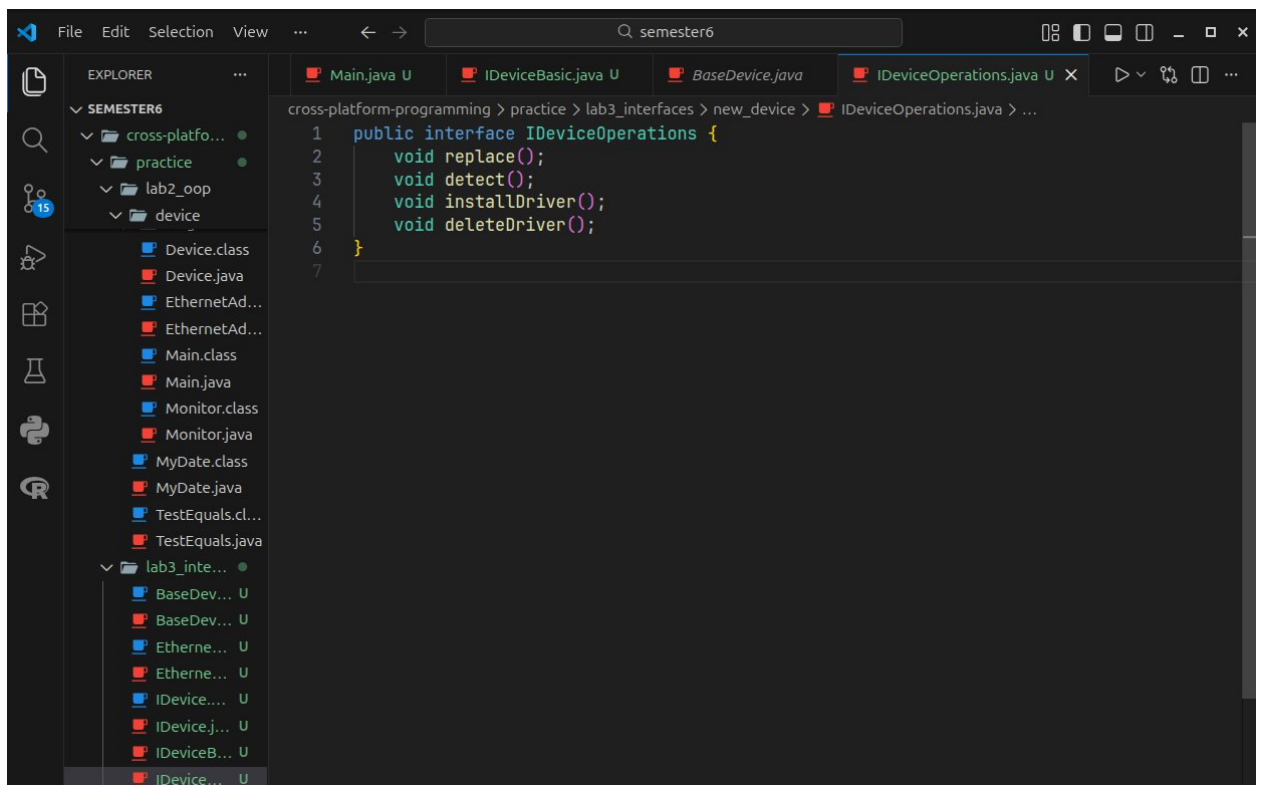 File Edit Selection View ... semester6
EXPLORER ...
SEMESTER6
cross-platfo...
practice
lab2_oop
device
Device.class
Device.java
EthernetAd...
EthernetAd...
Main.class
Main.java
Monitor.class
Monitor.java
MyDate.class
MyDate.java
TestEquals.cl...
TestEquals.java
lab3_inte...
BaseDev... U
BaseDev... U
Etherne... U
Etherne... U
IDevice.... U
IDevice.j... U
IDeviceB... U
IDevice... U
15
Main.java U IDeviceBasic.java U BaseDevice.java IDeviceOperations.java U ...
cross-platform-programming > practice > lab3_interfaces > new_device > IDeviceOperations.java > ...
1 public interface IDeviceOperations {
2 void replace();
3 void detect();
4 void installDriver();
5 void deleteDriver();
6 }
7